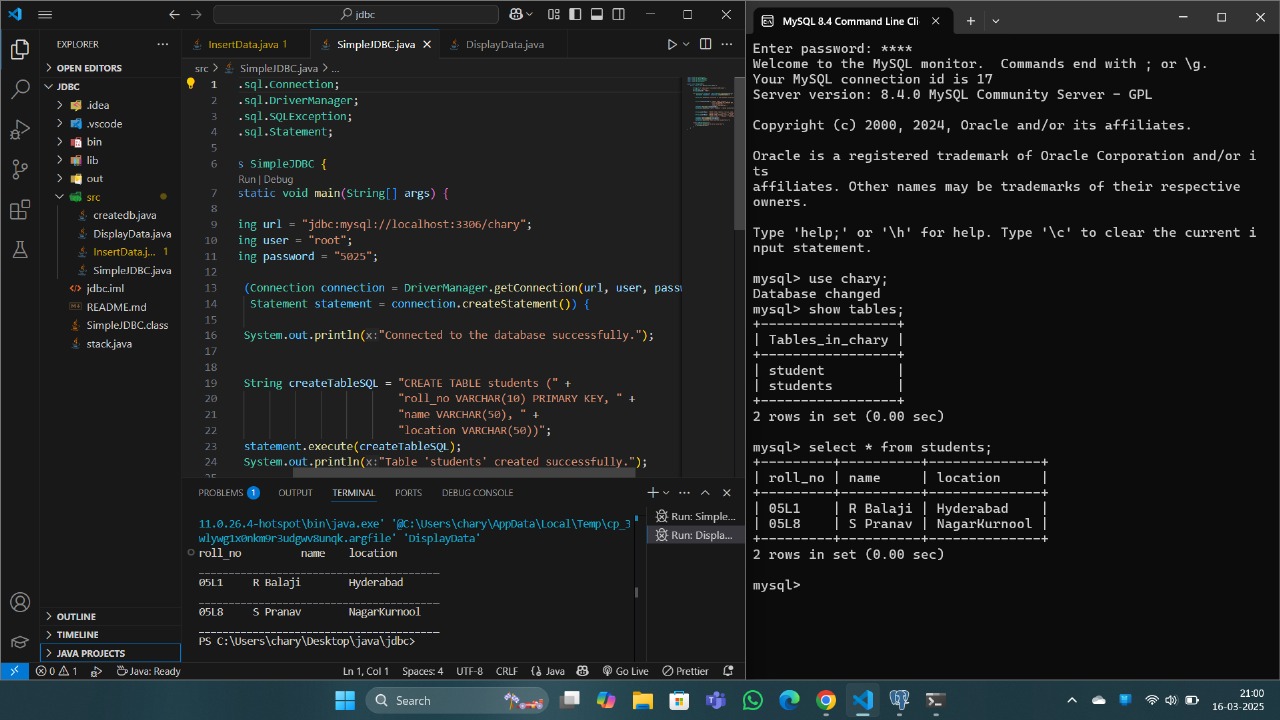 jdbc
EXPLORER
OPEN EDITORS
JDBC
.idea
.vscode
bin
lib
out
src
createdb.java
DisplayData.java
InsertData.j... 1
SimpleJDBC.java
jdbc.iml
README.md
SimpleJDBC.class
stack.java
OUTLINE
TIMELINE
JAVA PROJECTS
InsertData.java 1
SimpleJDBC.java
DisplayData.java
src > SimpleJDBC.java > ...
1 .sql.Connection;
2 .sql.DriverManager;
3 .sql.SQLException;
4 .sql.Statement;
5
6 s SimpleJDBC {
Run | Debug
7 static void main(String[] args) {
8
9 ing url = "jdbc:mysql://localhost:3306/chary";
10 ing user = "root";
11 ing password = "5025";
12
13 (Connection connection = DriverManager.getConnection(url, user, passw
14 Statement statement = connection.createStatement()) {
15
16 System.out.println(x:"Connected to the database successfully.");
17
18
19 String createTableSQL = "CREATE TABLE students (" +
20 "roll_no VARCHAR(10) PRIMARY KEY, " +
21 "name VARCHAR(50), " +
22 "location VARCHAR(50))";
23 statement.execute(createTableSQL);
24 System.out.println(x:"Table 'students' created successfully.");
PROBLEMS 1 OUTPUT TERMINAL PORTS DEBUG CONSOLE
11.0.26.4-hotspot\bin\java.exe' '@C:\Users\chary\AppData\Local\Temp\cp_3
wlywg1x0nkm9r3udgwv8unqk.argfile' 'DisplayData'
roll_no name location
________________________________________
05L1 R Balaji Hyderabad
________________________________________
05L8 S Pranav NagarKurnool
________________________________________
PS C:\Users\chary\Desktop\java\jdbc>
Run: Simple...
Run: Displa...
0 1 Java: Ready Ln 1, Col 1 Spaces: 4 UTF-8 CRLF {} Java Go Live Prettier
MySQL 8.4 Command Line Cli
Enter password: ****
Welcome to the MySQL monitor.  Commands end with ; or \g.
Your MySQL connection id is 17
Server version: 8.4.0 MySQL Community Server - GPL
Copyright (c) 2000, 2024, Oracle and/or its affiliates.
Oracle is a registered trademark of Oracle Corporation and/or i
ts
affiliates. Other names may be trademarks of their respective
owners.
Type 'help;' or '\h' for help. Type '\c' to clear the current i
nput statement.
mysql> use chary;
Database changed
mysql> show tables;
+-----------------+
| Tables_in_chary |
+-----------------+
| student         |
| students        |
+-----------------+
2 rows in set (0.00 sec)
mysql> select * from students;
+---------+----------+--------------+
| roll_no | name     | location     |
+---------+----------+--------------+
| 05L1    | R Balaji | Hyderabad    |
| 05L8    | S Pranav | NagarKurnool |
+---------+----------+--------------+
2 rows in set (0.00 sec)
mysql>
Search
21:00
16-03-2025